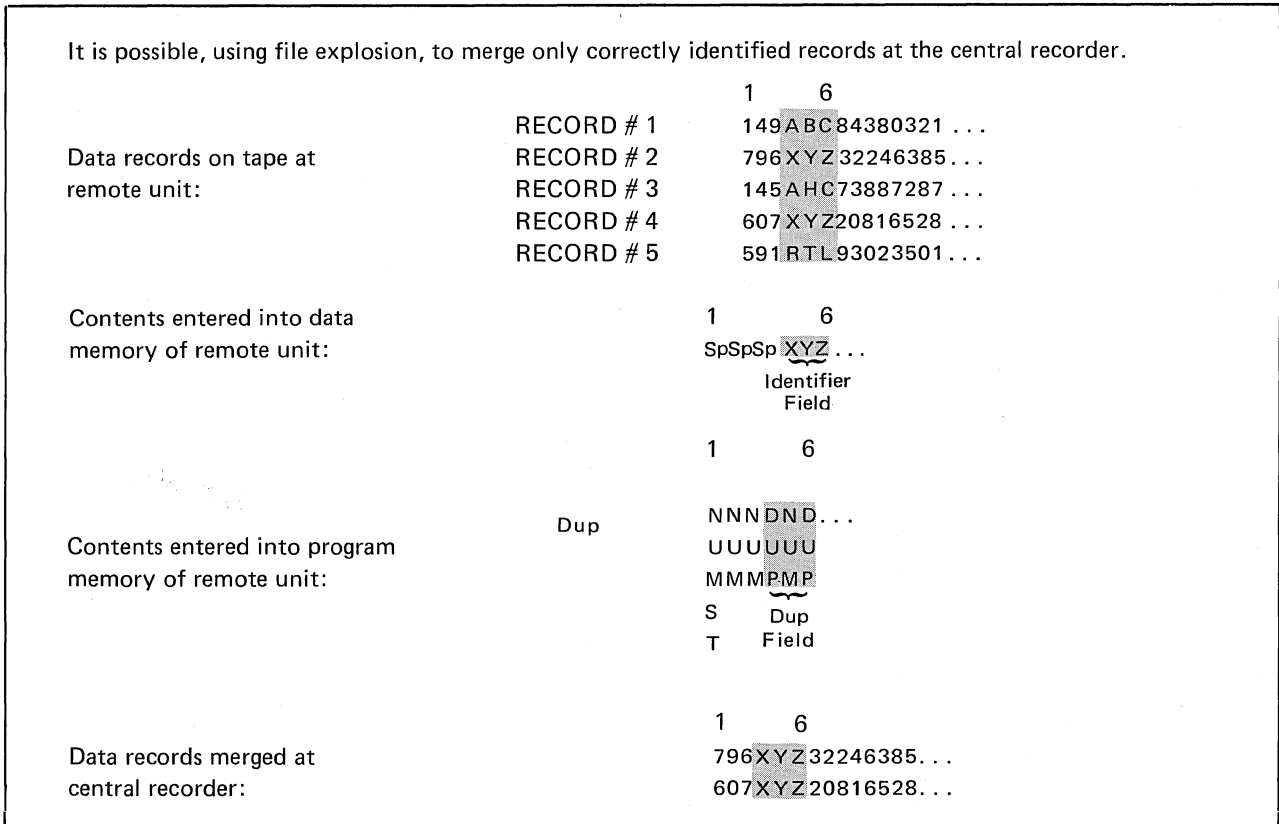 It is possible, using file explosion, to merge only correctly identified records at the central recorder.
1 6
RECORD # 1 149ABC84380321 ...
Data records on tape at
remote unit:
RECORD # 2 796XYZ32246385...
RECORD # 3 145AHC73887287 ...
RECORD # 4 607XYZ20816528 ...
RECORD # 5 591RTL93023501...
Contents entered into data
memory of remote unit:
1 6
SpSpSp XYZ ...
Identifier
Field
1 6
Contents entered into program
memory of remote unit:
Dup
NNNDND...
UUUUUU
MMMPMP
S
T
Dup
Field
Data records merged at
central recorder:
1 6
796XYZ32246385...
607XYZ20816528...